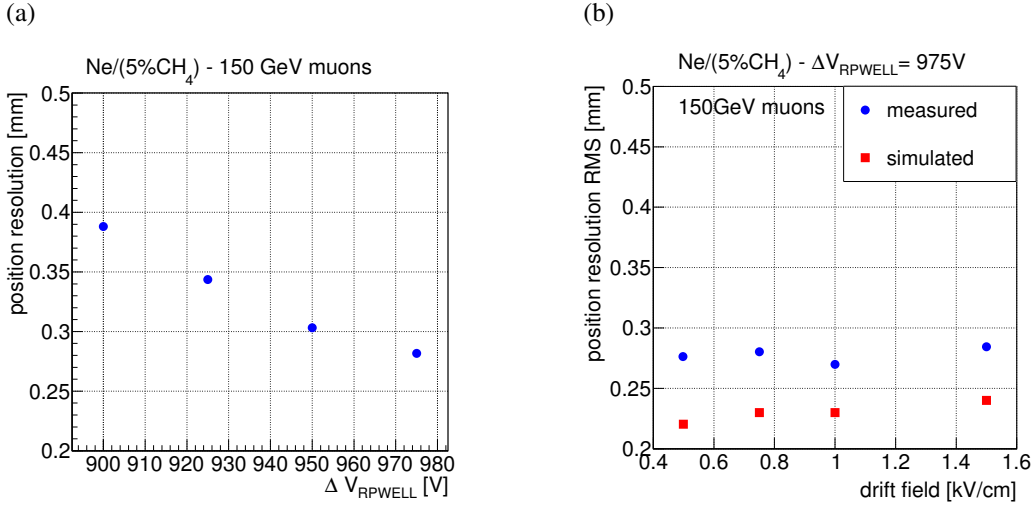 (a)
Ne/(5%CH4) - 150 GeV muons
position resolution [mm]
0.5
0.45
0.4
0.35
0.3
0.25
0.2
900 910 920 930 940 950 960 970 980
Δ VRPWELL [V]
(b)
Ne/(5%CH4) - ΔVRPWELL= 975V
150GeV muons
measured
simulated
position resolution RMS [mm]
0.5
0.45
0.4
0.35
0.3
0.25
0.2
0.4 0.6 0.8 1 1.2 1.4 1.6
drift field [kV/cm]